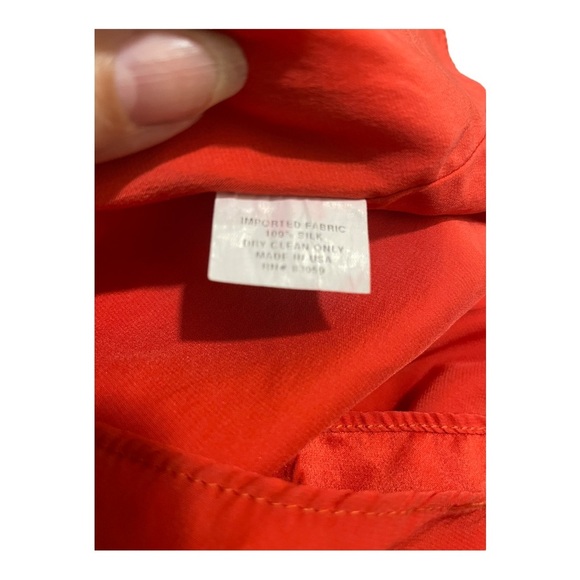 IMPORTED FABRIC
100% SILK
DRY CLEAN ONLY
MADE IN USA
RN#